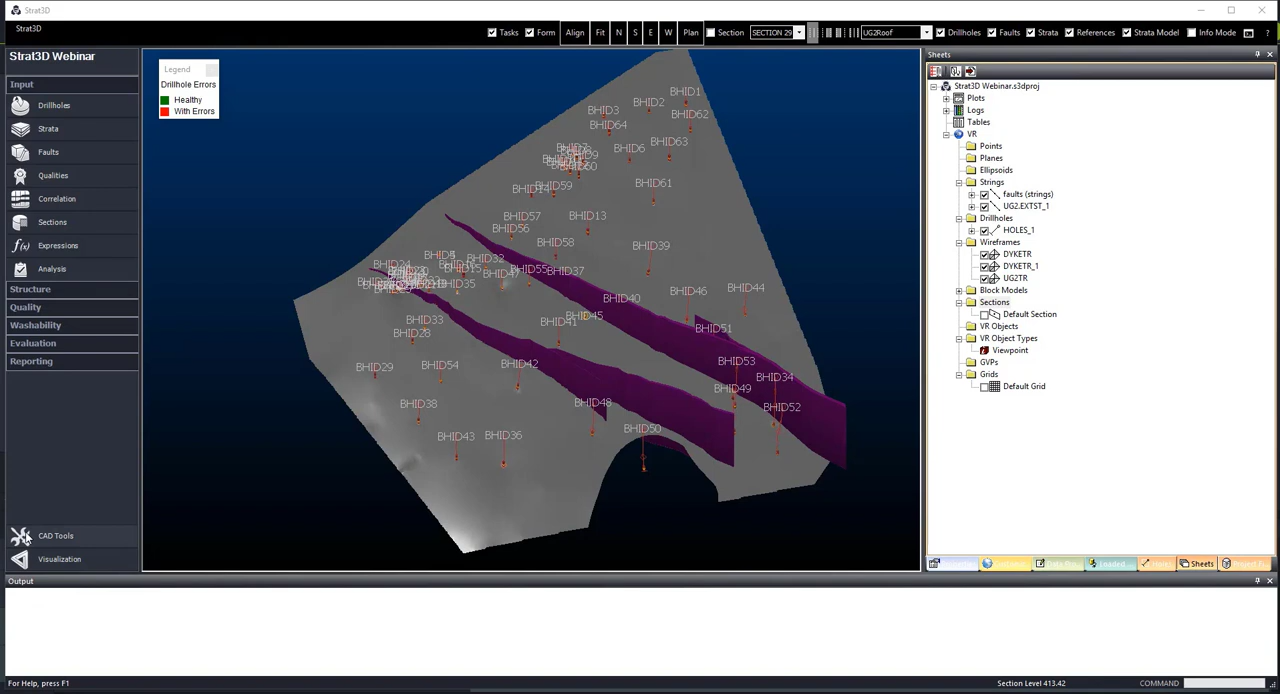 Strat3D
Strat3D
Tasks Form Align Fit N S E W Plan Section SECTION 29 UG2Roof Drillholes Faults Strata References Strata Model Info Mode ?
Strat3D Webinar
Input
Drillholes
Strata
Faults
Qualities
Correlation
Sections
f(x) Expressions
Analysis
Structure
Quality
Washability
Evaluation
Reporting
CAD Tools
Visualization
Legend
Drillhole Errors
Healthy
With Errors
BHID1
BHID2
BHID3
BHID62
BHID64
BHID63
BHID6
BHID61
BHID59
BHID13
BHID57
BHID56
BHID58
BHID39
BHID32
BHID55
BHID37
BHID24
BHID35
BHID46
BHID44
BHID40
BHID45
BHID41
BHID33
BHID28
BHID51
BHID53
BHID34
BHID49
BHID52
BHID29
BHID54
BHID42
BHID38
BHID48
BHID43
BHID36
BHID50
Sheets
Strat3D Webinar.s3dproj
Plots
Logs
Tables
VR
Points
Planes
Ellipsoids
Strings
faults (strings)
UG2.EXTST_1
Drillholes
HOLES_1
Wireframes
DYKETR
DYKETR_1
UG2TR
Block Models
Sections
Default Section
VR Objects
VR Object Types
Viewpoint
GVPs
Grids
Default Grid
Sheets
Output
For Help, press F1
Section Level 413.42
COMMAND